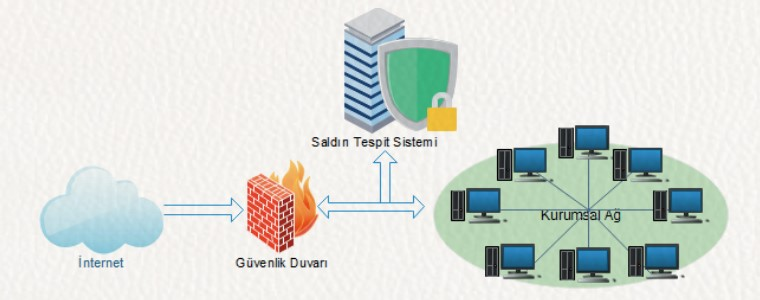 Saldırı Tespit Sistemi
Kurumsal Ağ
İnternet
Güvenlik Duvarı